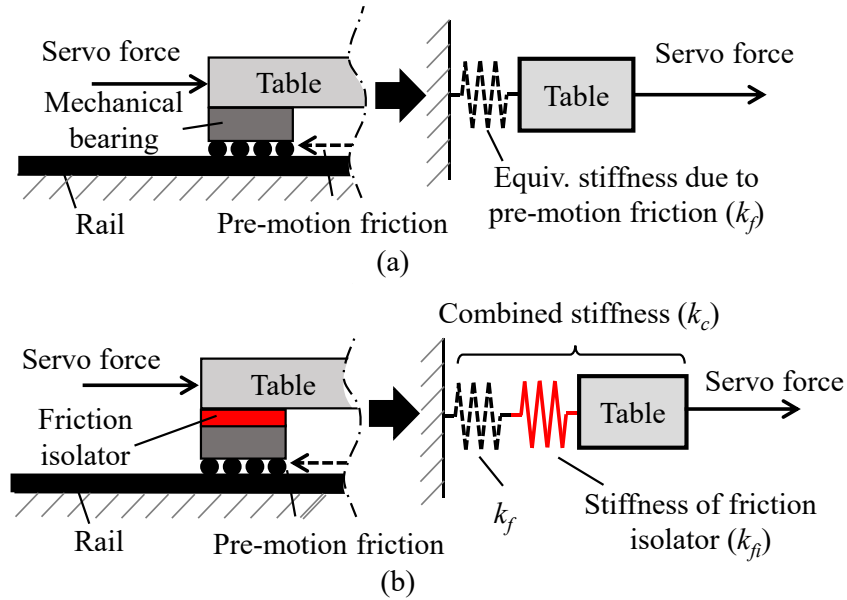 Servo force
Table
Mechanical
bearing
Rail
Pre-motion friction
Servo force
Table
Equiv. stiffness due to
pre-motion friction (k_f)
(a)
Combined stiffness (k_c)
Servo force
Table
Friction
isolator
Rail
Pre-motion friction
Servo force
Table
k_f
Stiffness of friction
isolator (k_fi)
(b)